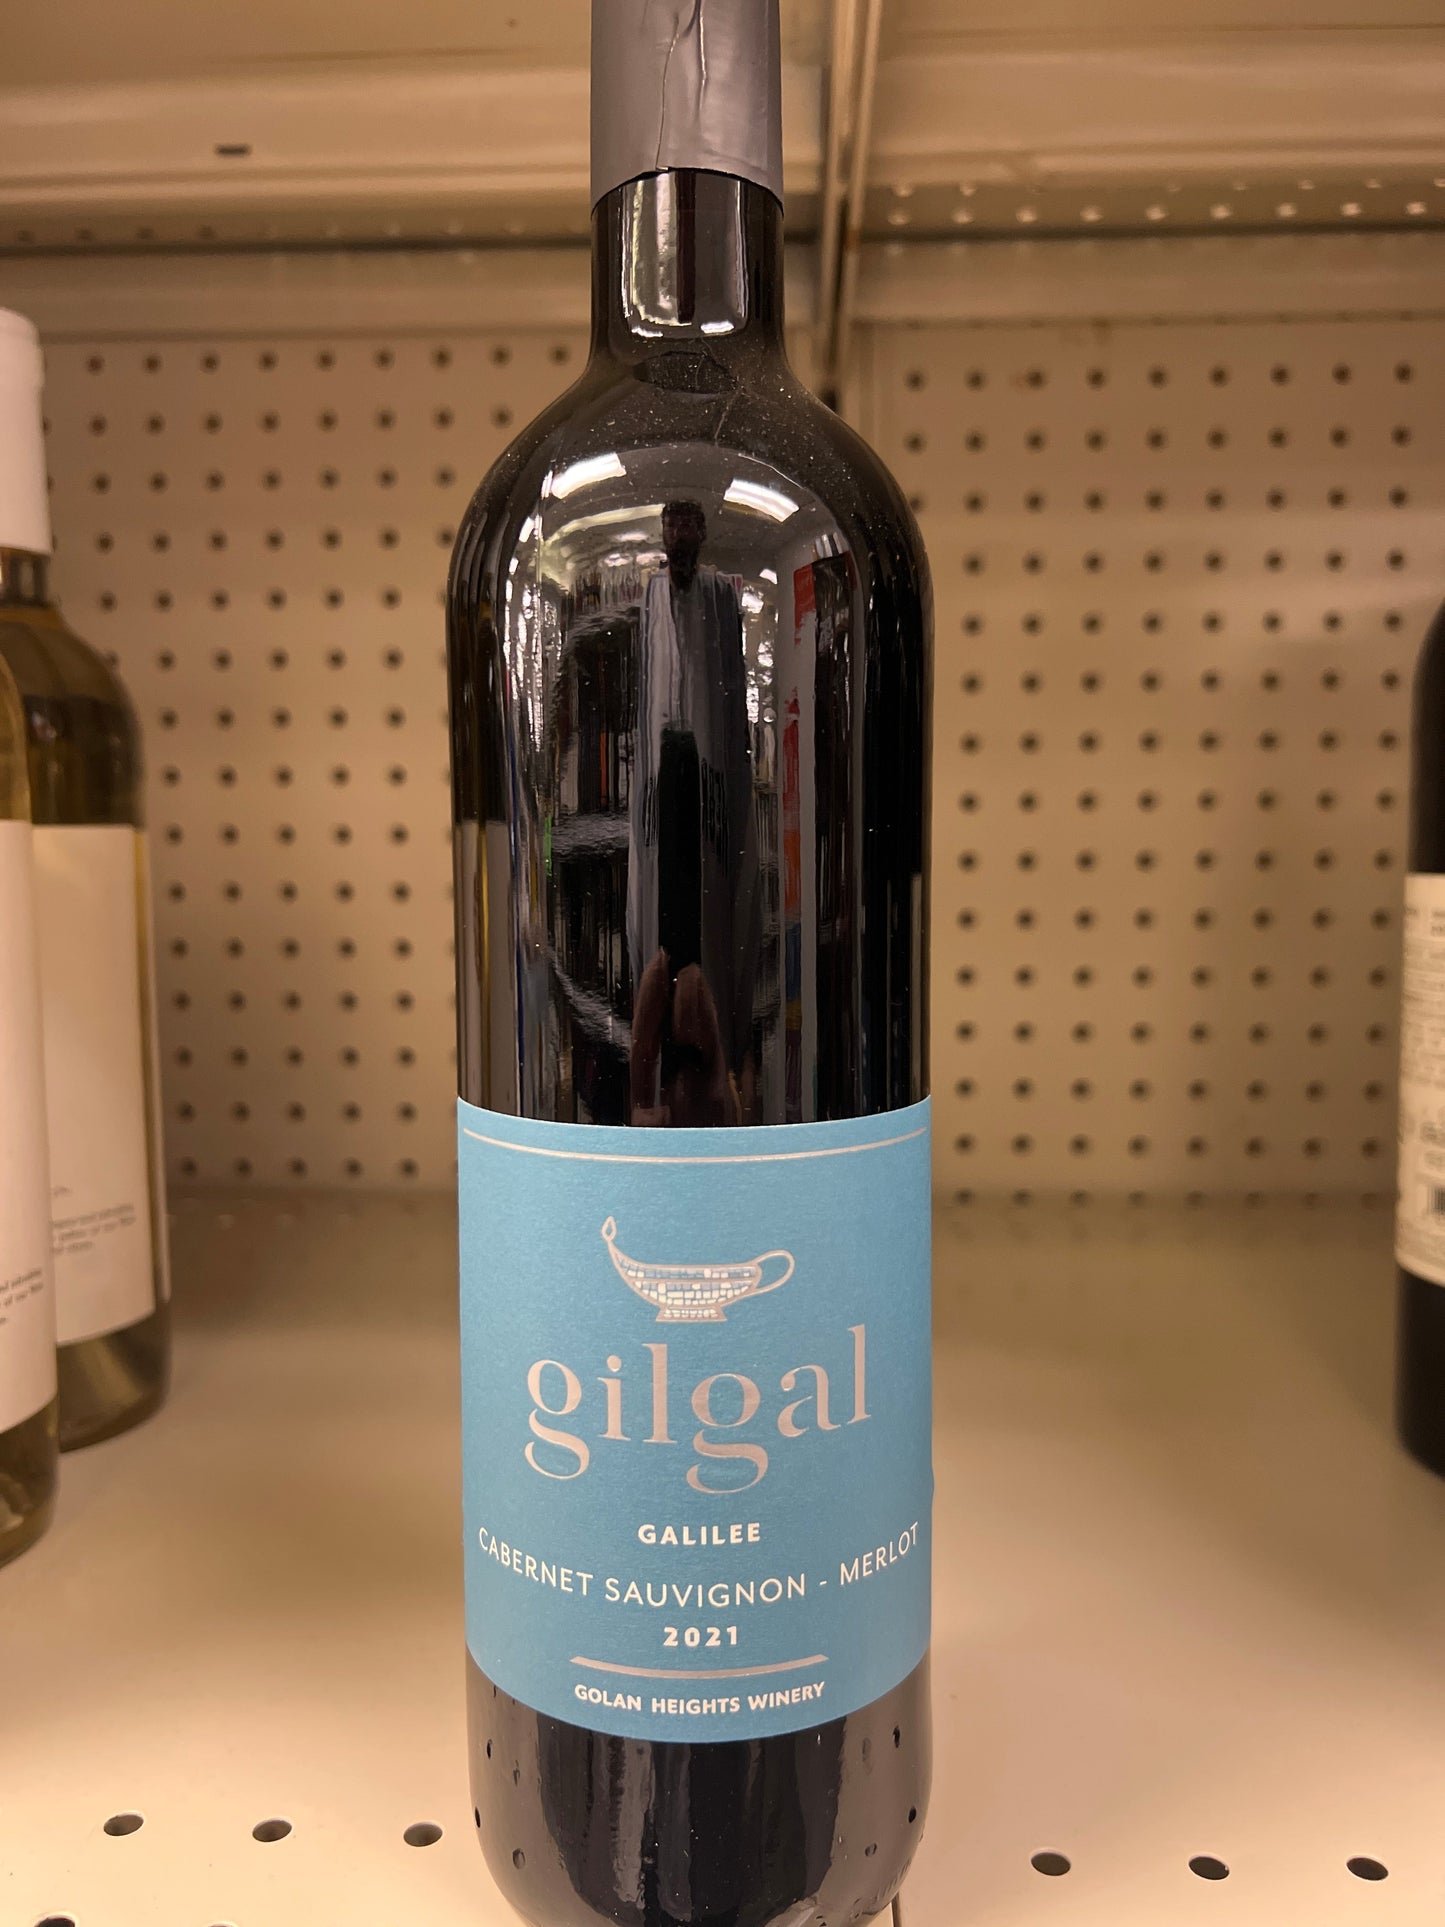 gilgal
GALILEE
CABERNET SAUVIGNON - MERLOT
2021
GOLAN HEIGHTS WINERY